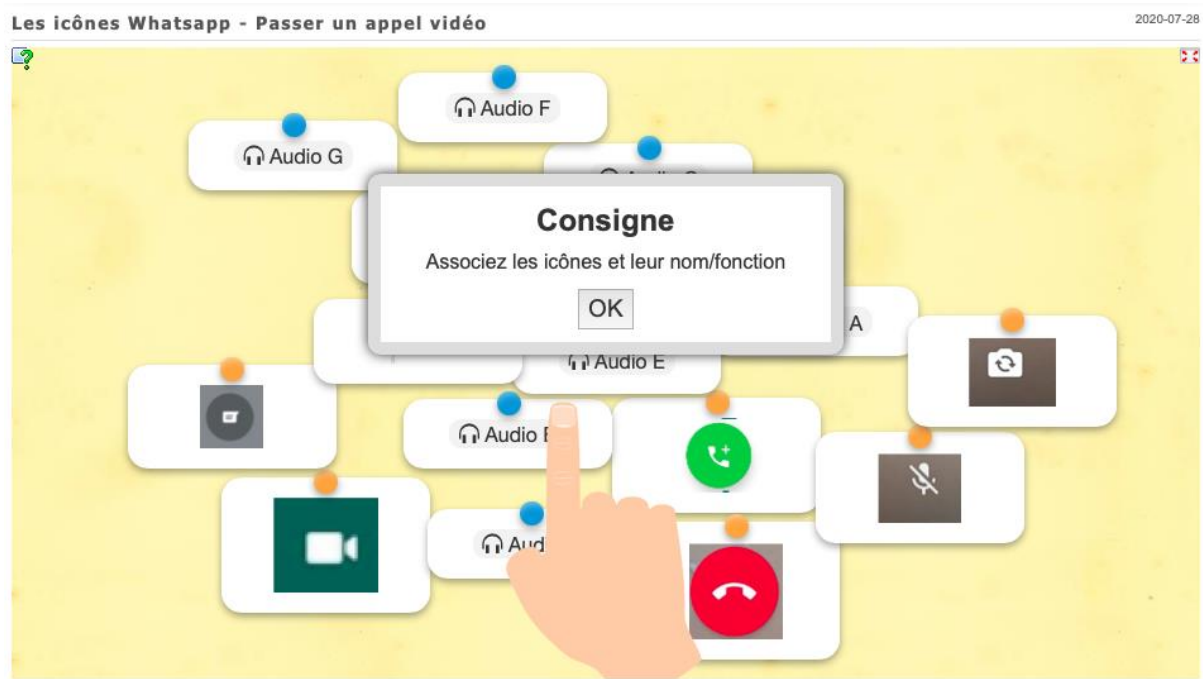 Les icônes Whatsapp - Passer un appel vidéo
2020-07-28
Audio F
Audio G
Consigne
Associez les icônes et leur nom/fonction
OK
A
Audio E
Audio